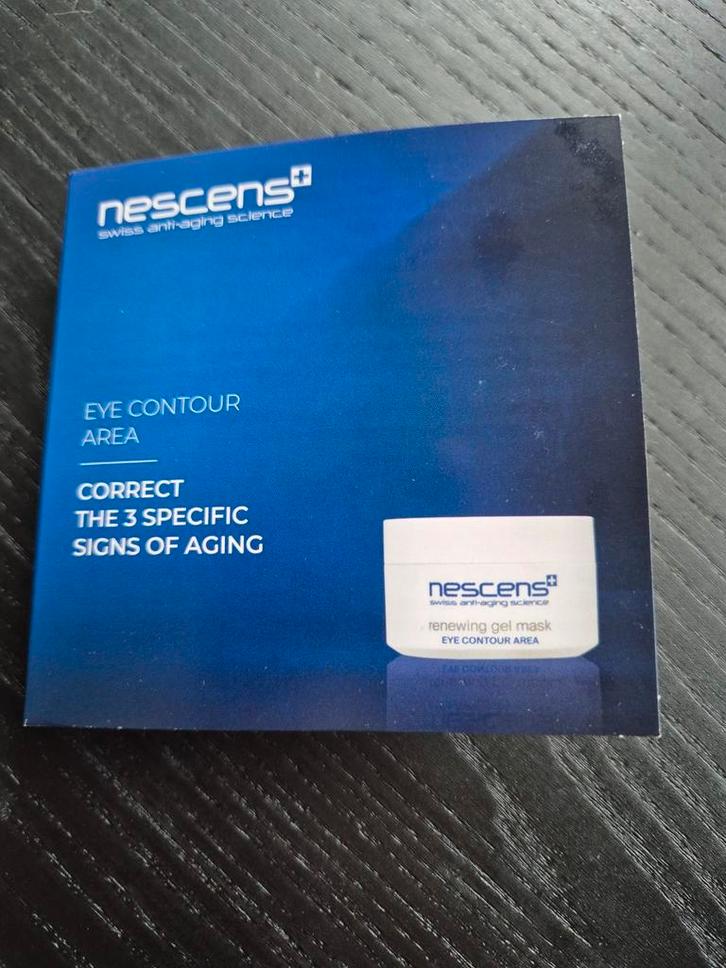 nescens
swiss anti-aging science
EYE CONTOUR
AREA
CORRECT
THE 3 SPECIFIC
SIGNS OF AGING
nescens
swiss anti-aging science
renewing gel mask
EYE CONTOUR AREA